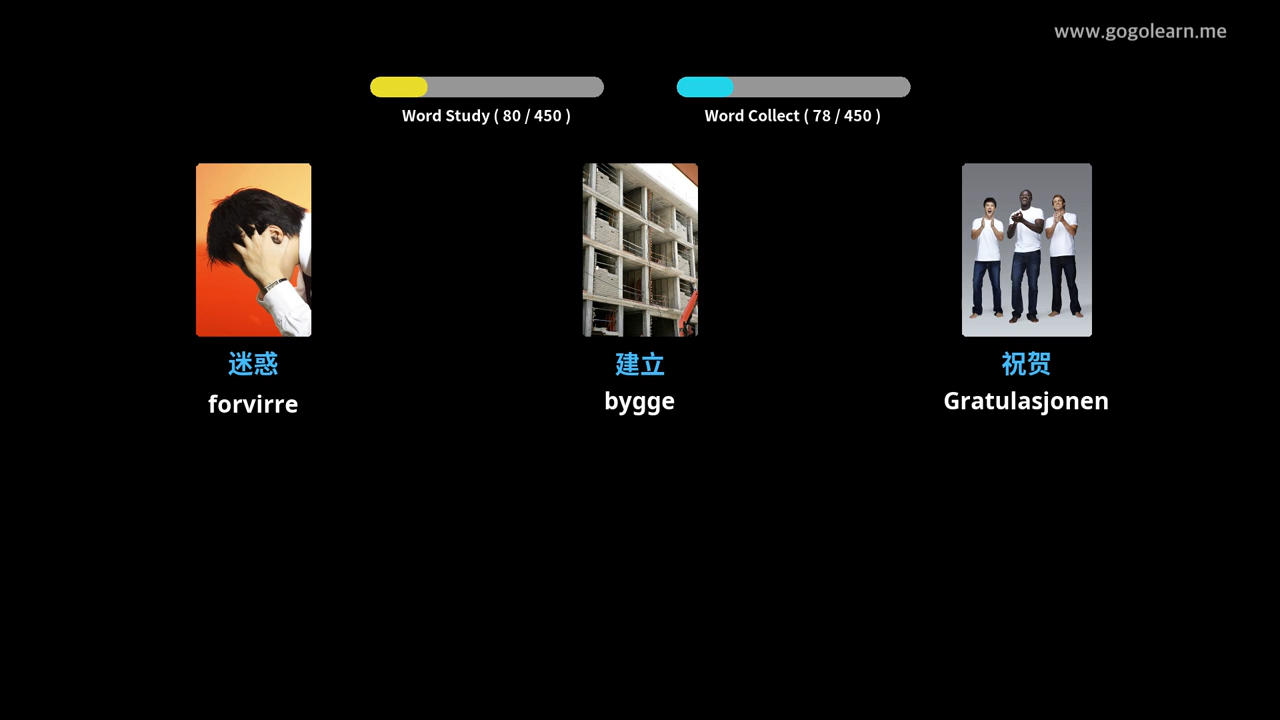 www.gogolearn.me
Word Study ( 80 / 450 )
Word Collect ( 78 / 450 )
迷惑
建立
祝贺
forvirre
bygge
Gratulasjonen